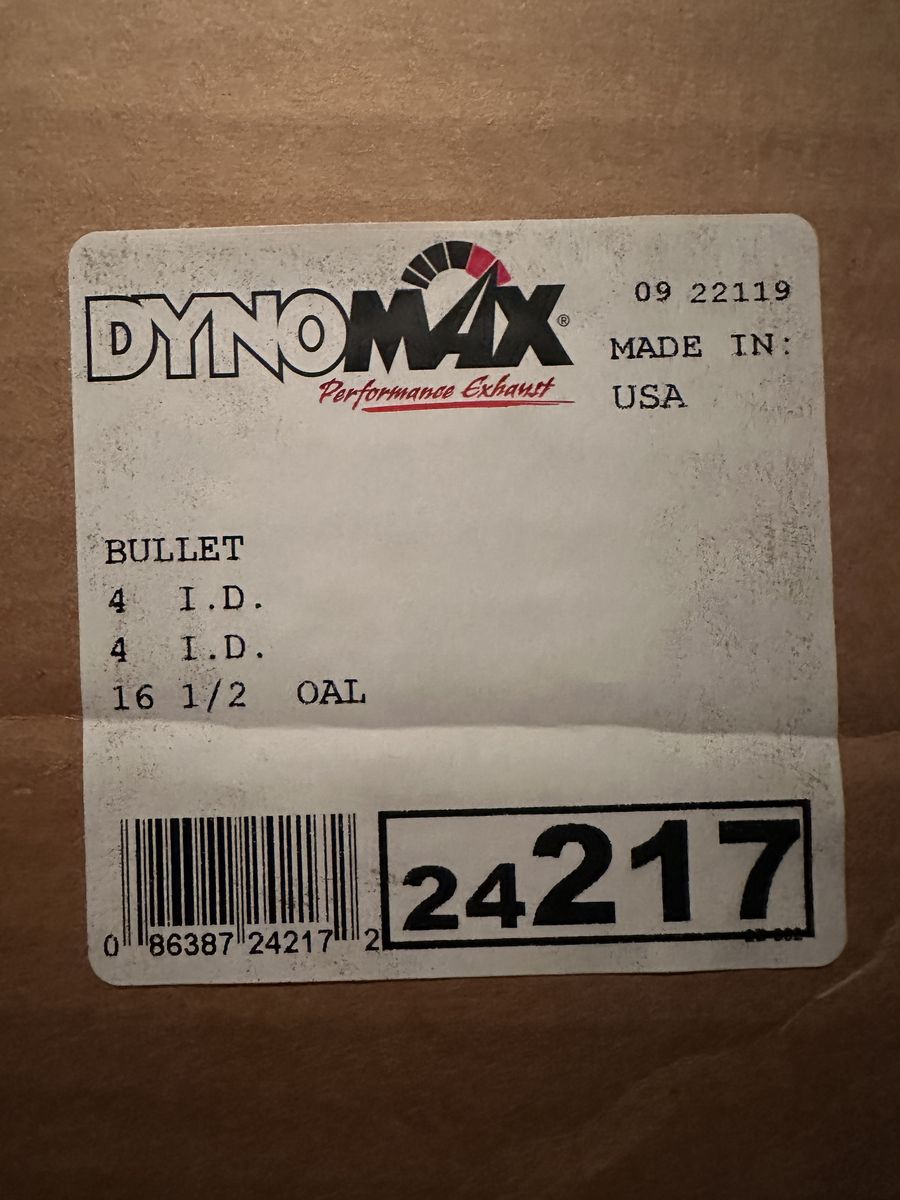 DYNOMAX®
Performance Exhaust
09 22119
MADE IN:
USA
BULLET
4 I.D.
4 I.D.
16 1/2 OAL
0 86387 24217 2
24217